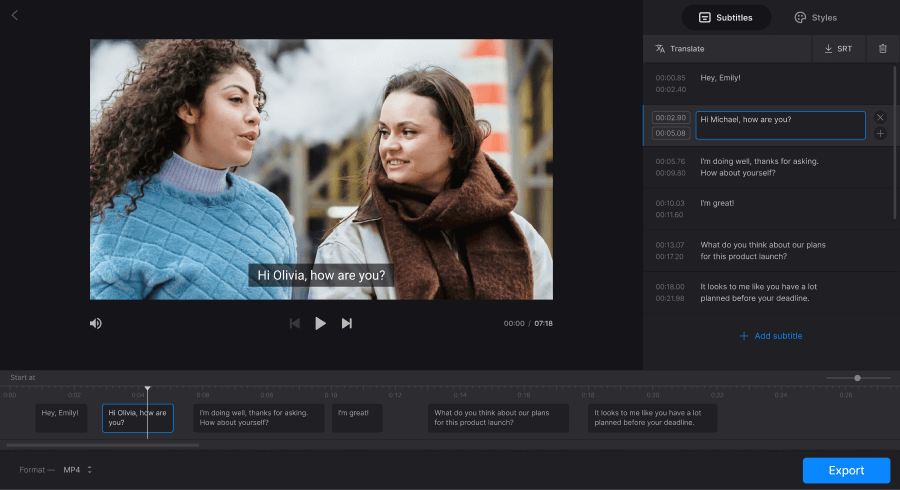 Subtitles
Styles
Translate
SRT
00:00.85
00:02.40
Hey, Emily!
00:02.90
00:05.08
Hi Michael, how are you?
00:05.76
00:09.80
I'm doing well, thanks for asking.
How about yourself?
00:10.03
00:11.60
I'm great!
00:13.07
00:17.20
What do you think about our plans
for this product launch?
00:18.00
00:21.98
It looks to me like you have a lot
planned before your deadline.
Add subtitle
Hi Olivia, how are you?
00:00 / 07:18
Start at
0:00 0:02 0:04 0:06 0:08 0:10 0:12 0:14 0:16 0:18 0:20 0:22 0:24 0:26
Hey, Emily!
Hi Olivia, how are
you?
I'm doing well, thanks for asking.
How about yourself?
I'm great!
What do you think about our plans
for this product launch?
It looks to me like you have a lot
planned before your deadline.
Format — MP4
Export